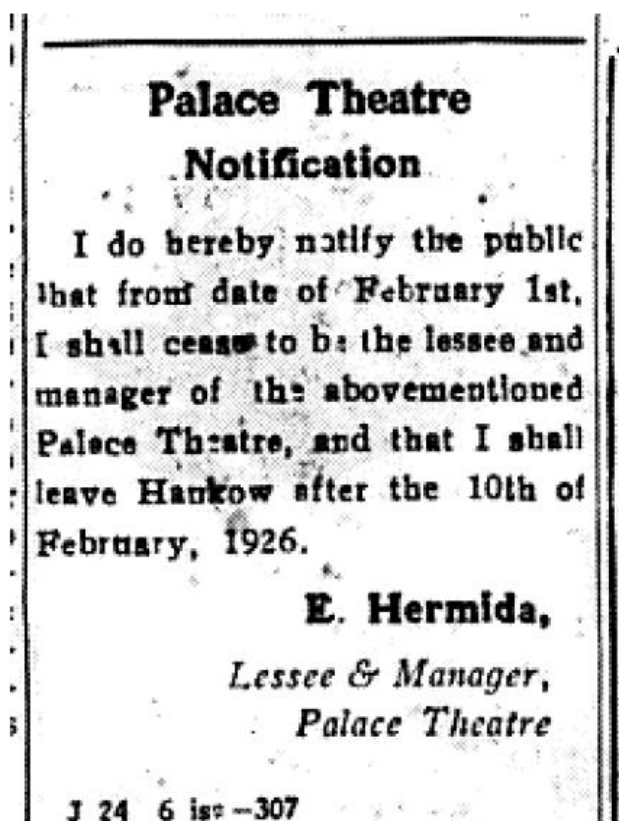 Palace Theatre
Notification
I do hereby notify the public
that from date of February 1st,
I shall cease to be the lessee and
manager of the abovementioned
Palace Theatre, and that I shall
leave Hankow after the 10th of
February, 1926.
E. Hermida,
Lessee & Manager,
Palace Theatre
J 24 6 is: —307